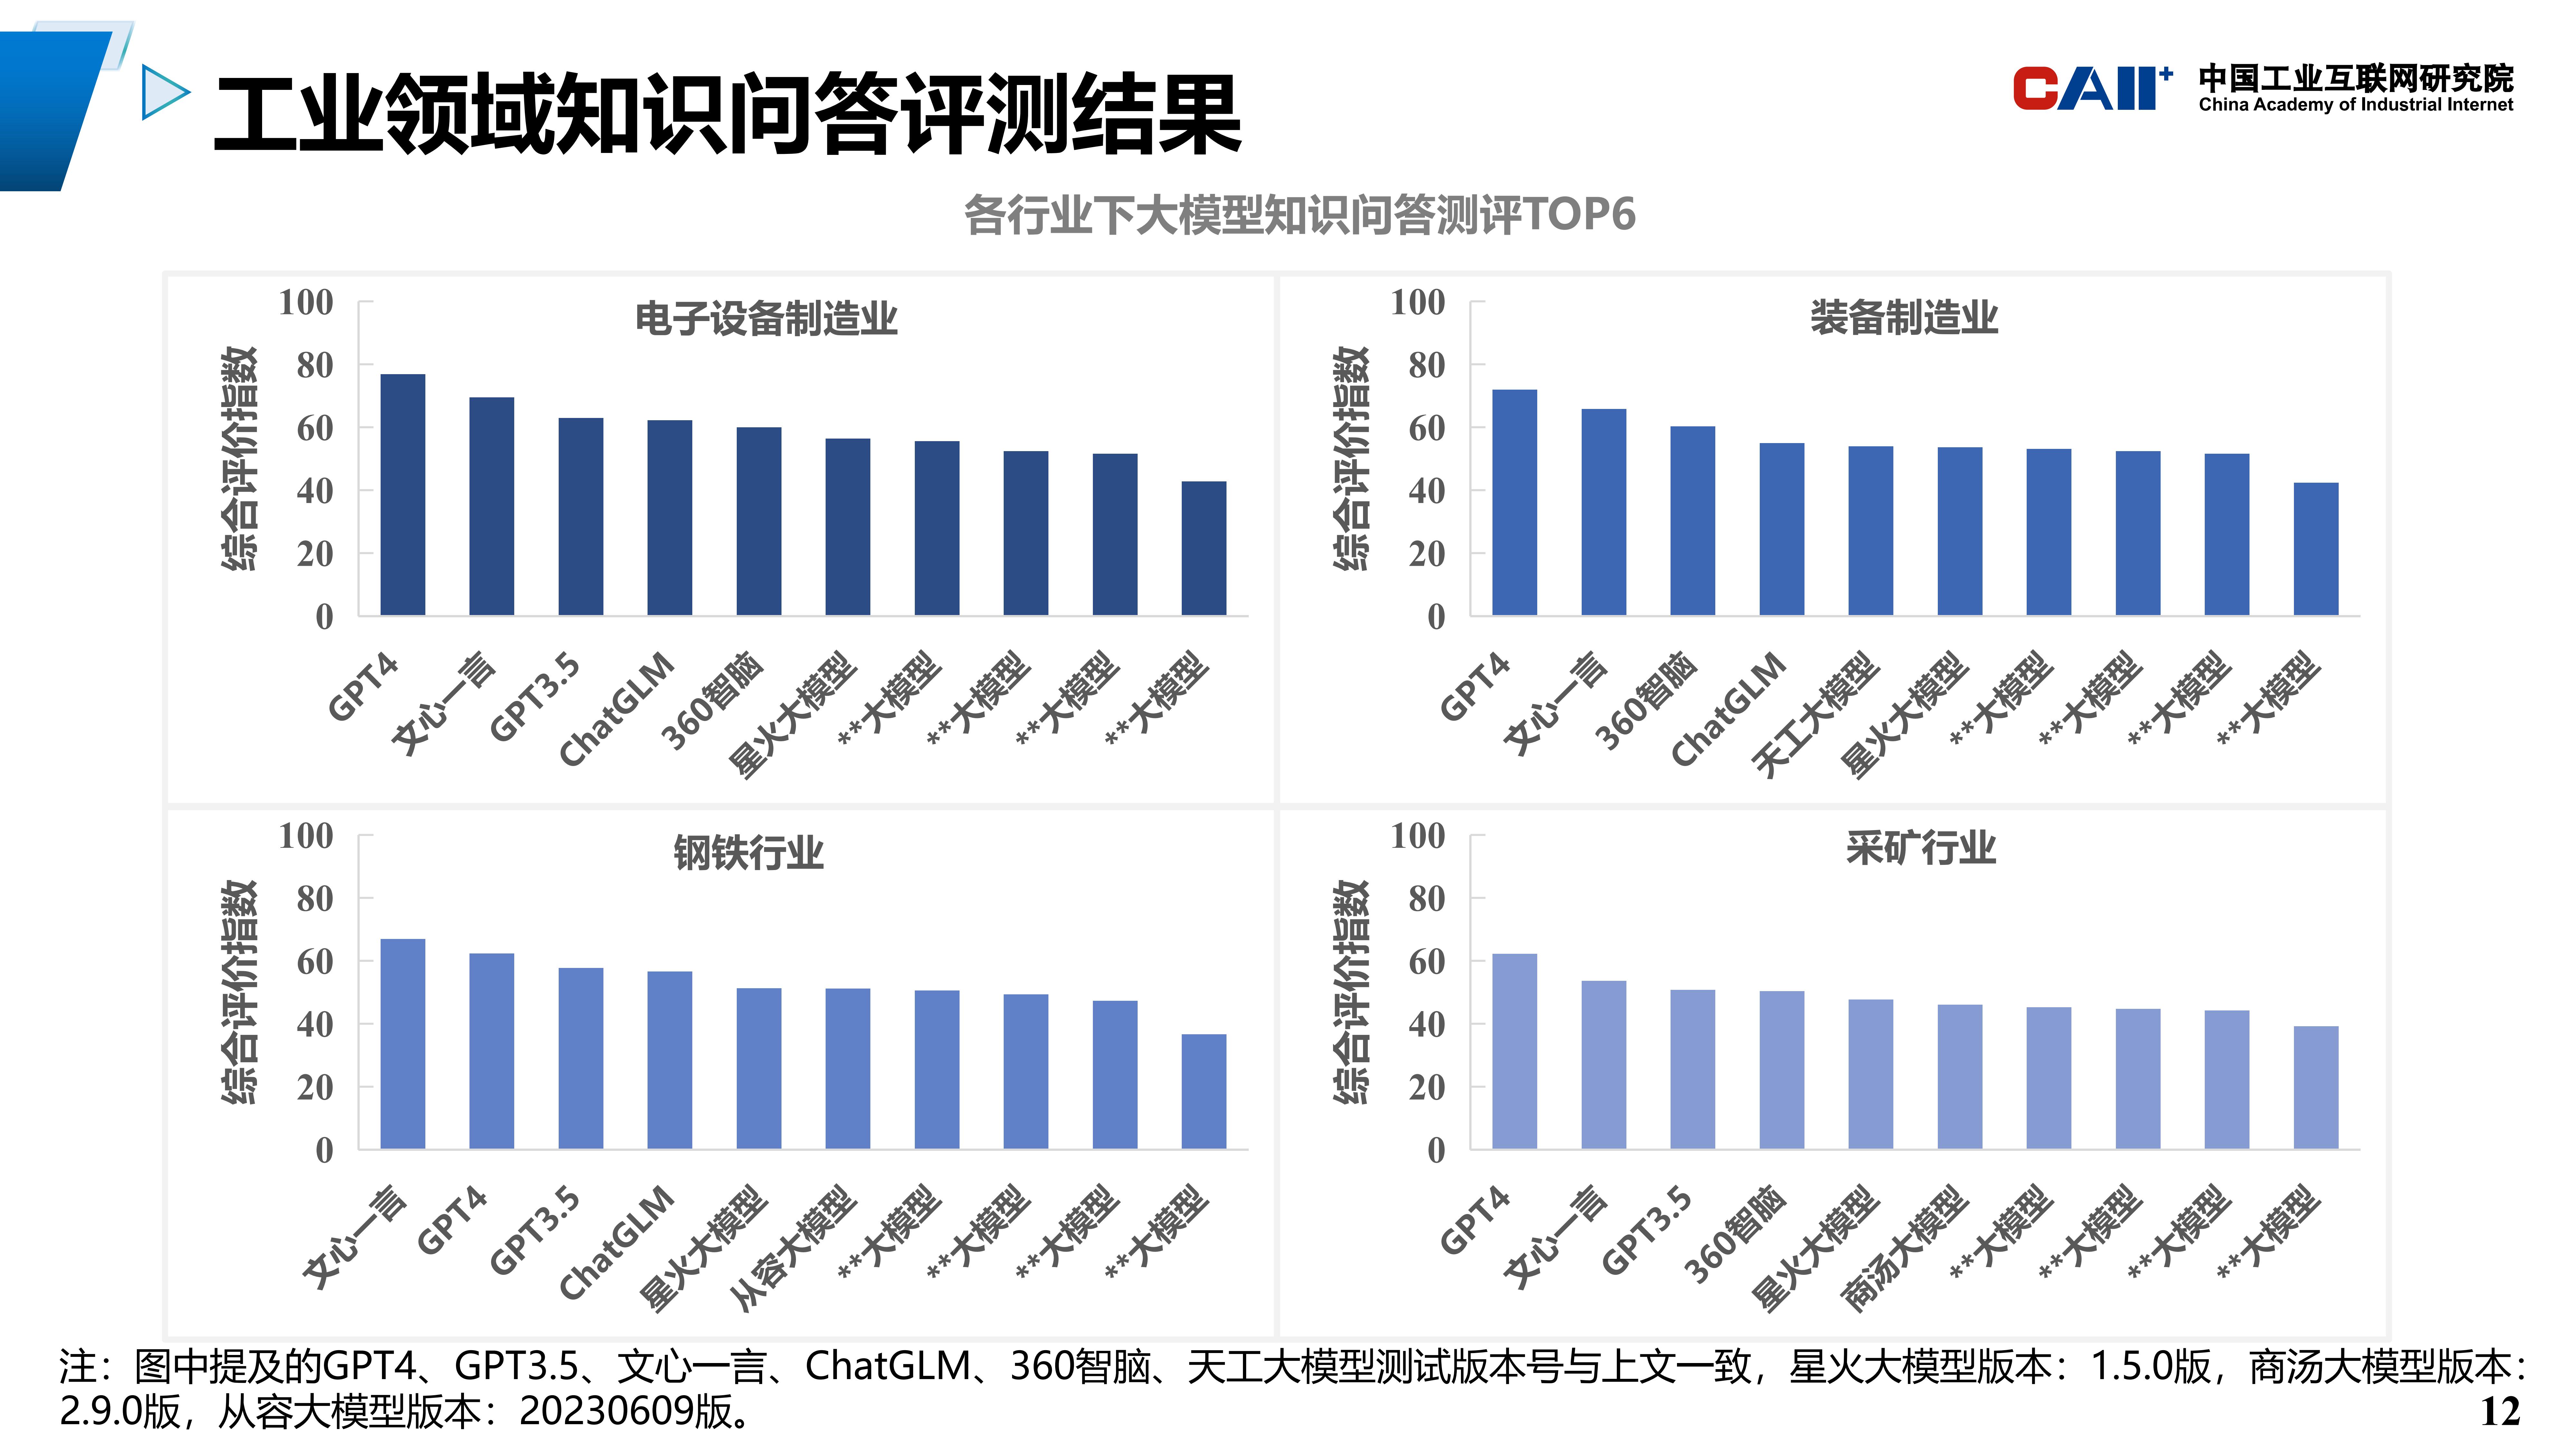 工业领域知识问答评测结果
CAII+
中国工业互联网研究院
China Academy of Industrial Internet
各行业下大模型知识问答测评TOP6
电子设备制造业
综合评价指数
100
80
60
40
20
0
GPT4
文心一言
GPT3.5
ChatGLM
360智脑
星火大模型
**大模型
**大模型
**大模型
**大模型
装备制造业
综合评价指数
100
80
60
40
20
0
GPT4
文心一言
360智脑
ChatGLM
天工大模型
星火大模型
**大模型
**大模型
**大模型
**大模型
钢铁行业
综合评价指数
100
80
60
40
20
0
文心一言
GPT4
GPT3.5
ChatGLM
星火大模型
从容大模型
**大模型
**大模型
**大模型
**大模型
采矿行业
综合评价指数
100
80
60
40
20
0
GPT4
文心一言
GPT3.5
360智脑
星火大模型
商汤大模型
**大模型
**大模型
**大模型
**大模型
注：图中提及的GPT4、GPT3.5、文心一言、ChatGLM、360智脑、天工大模型测试版本号与上文一致，星火大模型版本：1.5.0版，商汤大模型版本：
2.9.0版，从容大模型版本：20230609版。
12